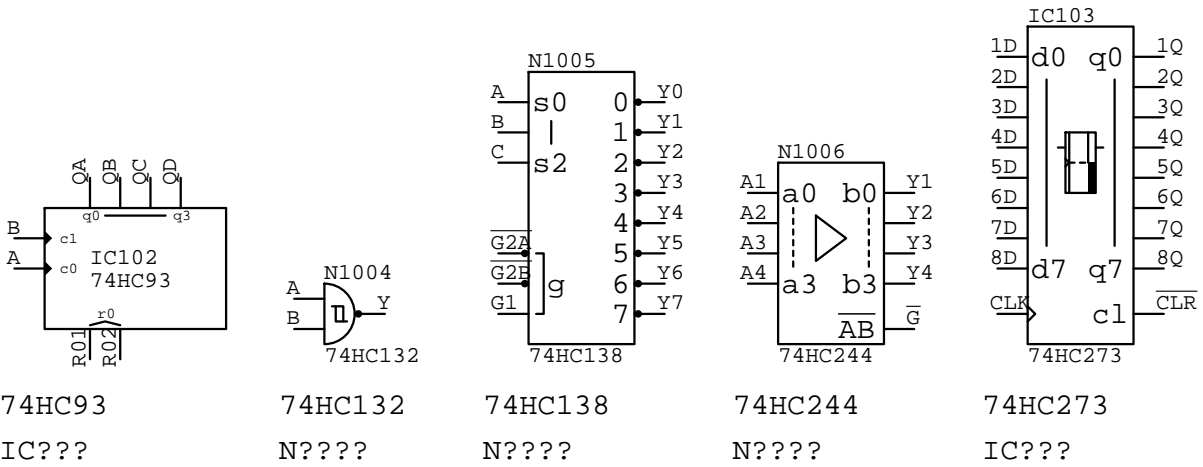 QA QB QC QD
q0 q3
B c1
A c0
IC102
74HC93
r0
R01 R02
74HC93
IC???
N1004
A
B
Y
74HC132
74HC132
N????
N1005
A s0 0 Y0
B 1 Y1
C s2 2 Y2
3 Y3
4 Y4
G2A 5 Y5
G2B g 6 Y6
G1 7 Y7
74HC138
74HC138
N????
N1006
A1 a0 b0 Y1
A2 Y2
A3 Y3
A4 a3 b3 Y4
AB G
74HC244
74HC244
N????
IC103
1D d0 q0 1Q
2D 2Q
3D 3Q
4D 4Q
5D 5Q
6D 6Q
7D 7Q
8D d7 q7 8Q
CLK cl CLR
74HC273
74HC273
IC???